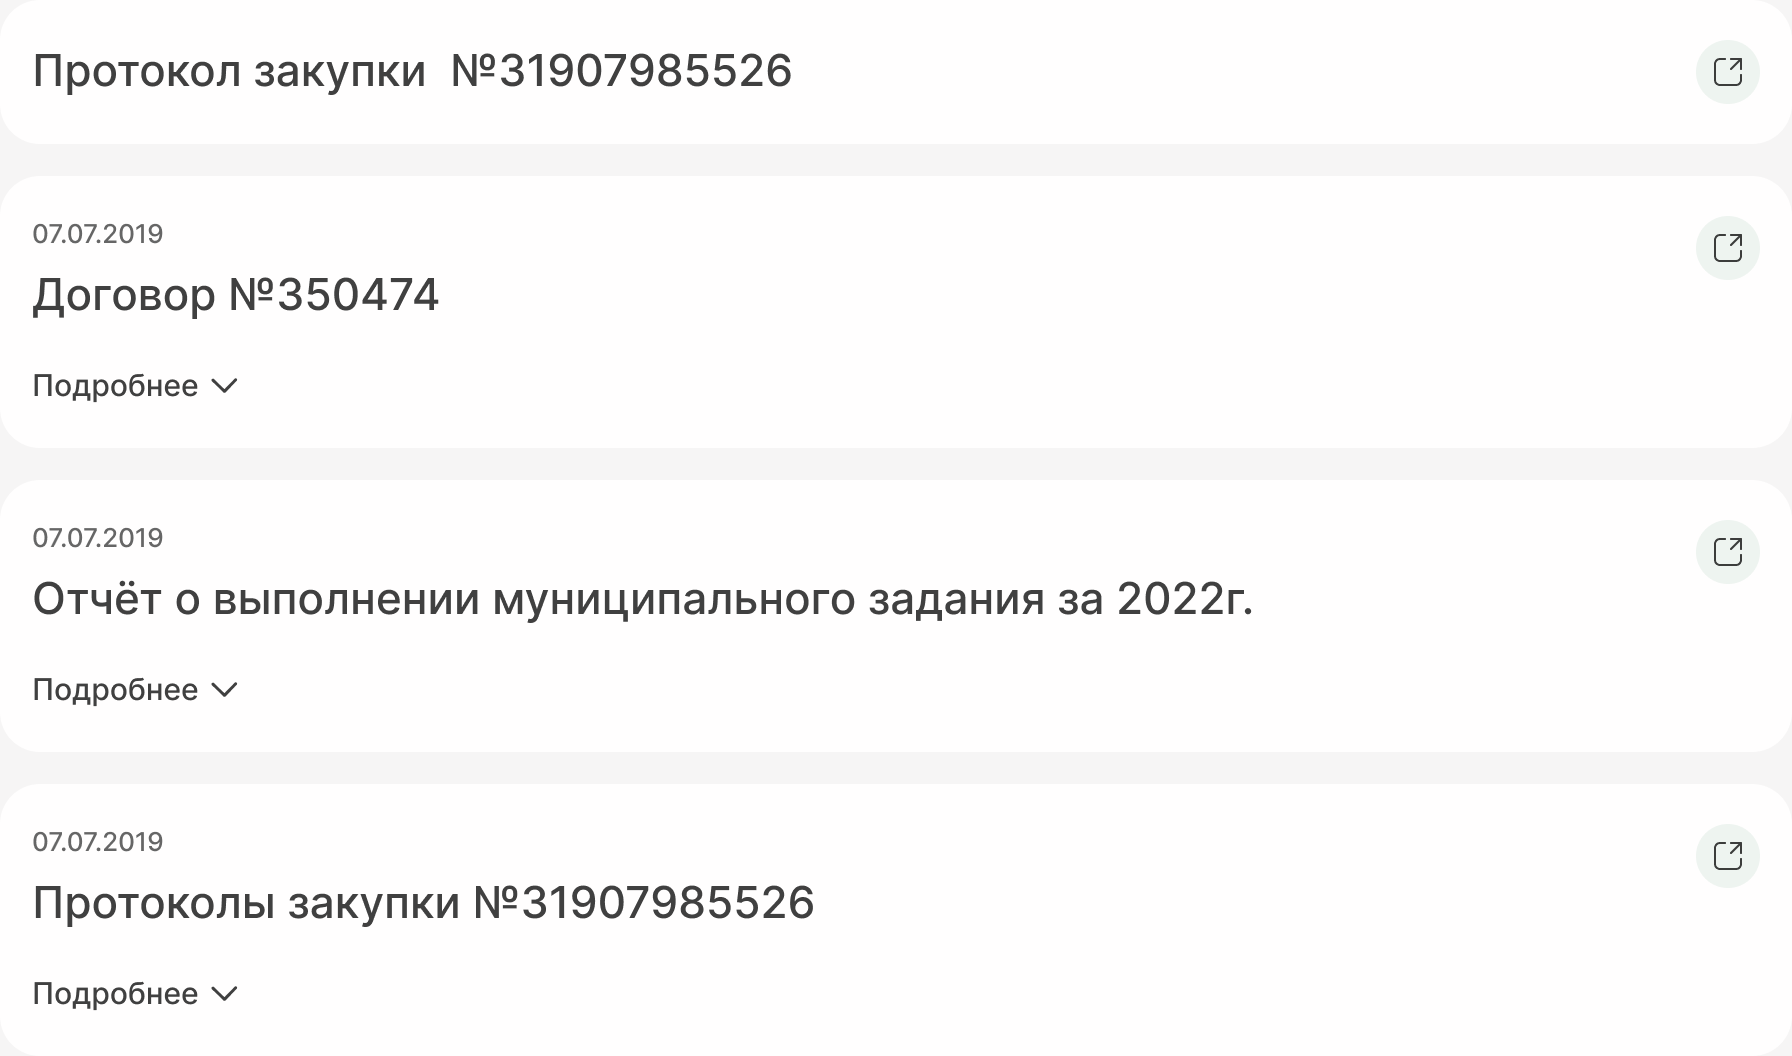 Протокол закупки  №31907985526
07.07.2019
Договор №350474
Подробнее
07.07.2019
Отчёт о выполнении муниципального задания за 2022г.
Подробнее
07.07.2019
Протоколы закупки №31907985526
Подробнее